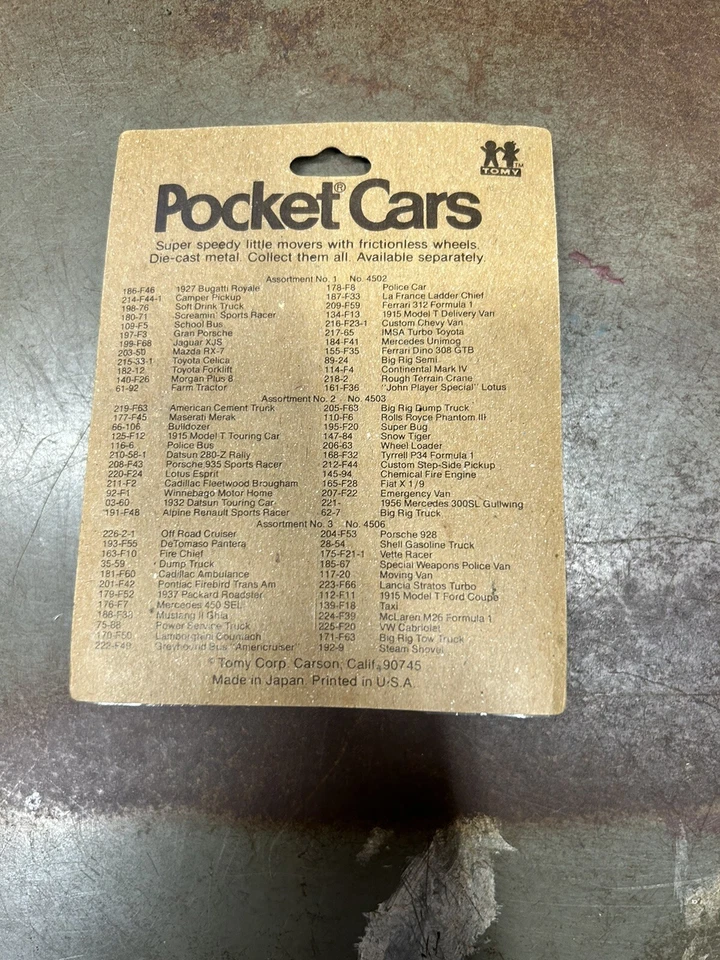 TOMY TM
Pocket® Cars
Super speedy little movers with frictionless wheels.
Die-cast metal. Collect them all. Available separately.
Assortment No. 1 No. 4502
186-F46 1927 Bugatti Royale
214-F44-1 Camper Pickup
198-76 Soft Drink Truck
180-71 Screamin' Sports Racer
109-F5 School Bus
197-F3 Gran Porsche
199-F68 Jaguar XJS
203-50 Mazda RX-7
215-33-1 Toyota Celica
182-12 Toyota Forklift
140-F26 Morgan Plus 8
61-92 Farm Tractor
178-F8 Police Car
187-F33 La France Ladder Chief
209-F59 Ferrari 312 Formula 1
134-F13 1915 Model T Delivery Van
216-F23-1 Custom Chevy Van
217-65 IMSA Turbo Toyota
184-F41 Mercedes Unimog
155-F35 Ferrari Dino 308 GTB
89-24 Big Rig Semi
114-F4 Continental Mark IV
218-2 Rough Terrain Crane
161-F36 "John Player Special" Lotus
Assortment No. 2 No. 4503
219-F63 American Cement Truck
177-F45 Maserati Merak
66-106 Bulldozer
125-F12 1915 Model T Touring Car
116-6 Police Bus
210-58-1 Datsun 280-Z Rally
208-F43 Porsche 935 Sports Racer
220-F24 Lotus Esprit
211-F2 Cadillac Fleetwood Brougham
92-F1 Winnebago Motor Home
03-60 1932 Datsun Touring Car
191-F48 Alpine Renault Sports Racer
205-F63 Big Rig Dump Truck
110-F6 Rolls Royce Phantom III
195-F20 Super Bug
147-84 Snow Tiger
206-63 Wheel Loader
168-F32 Tyrrell P34 Formula 1
212-F44 Custom Step-Side Pickup
145-94 Chemical Fire Engine
165-F28 Fiat X 1/9
207-F22 Emergency Van
221- 1956 Mercedes 300SL Gullwing
62-7 Big Rig Truck
Assortment No. 3 No. 4506
226-2-1 Off Road Cruiser
193-F55 DeTomaso Pantera
163-F10 Fire Chief
35-59 Dump Truck
181-F60 Cadillac Ambulance
201-F42 Pontiac Firebird Trans Am
179-F52 1937 Packard Roadster
176-F7 Mercedes 450 SEL
188-F38 Mustang II Ghia
75-68 Power Service Truck
170-F50 Lamborghini Countach
222-F49 Greyhound Bus "Americruiser"
204-F53 Porsche 928
28-54 Shell Gasoline Truck
175-F21-1 Vette Racer
185-67 Special Weapons Police Van
117-20 Moving Van
223-F66 Lancia Stratos Turbo
112-F11 1915 Model T Ford Coupe
139-F18 Taxi
224-F39 McLaren M26 Formula 1
225-F20 VW Cabriolet
171-F63 Big Rig Tow Truck
192-9 Steam Shovel
© Tomy Corp. Carson, Calif. 90745
Made in Japan. Printed in U.S.A.